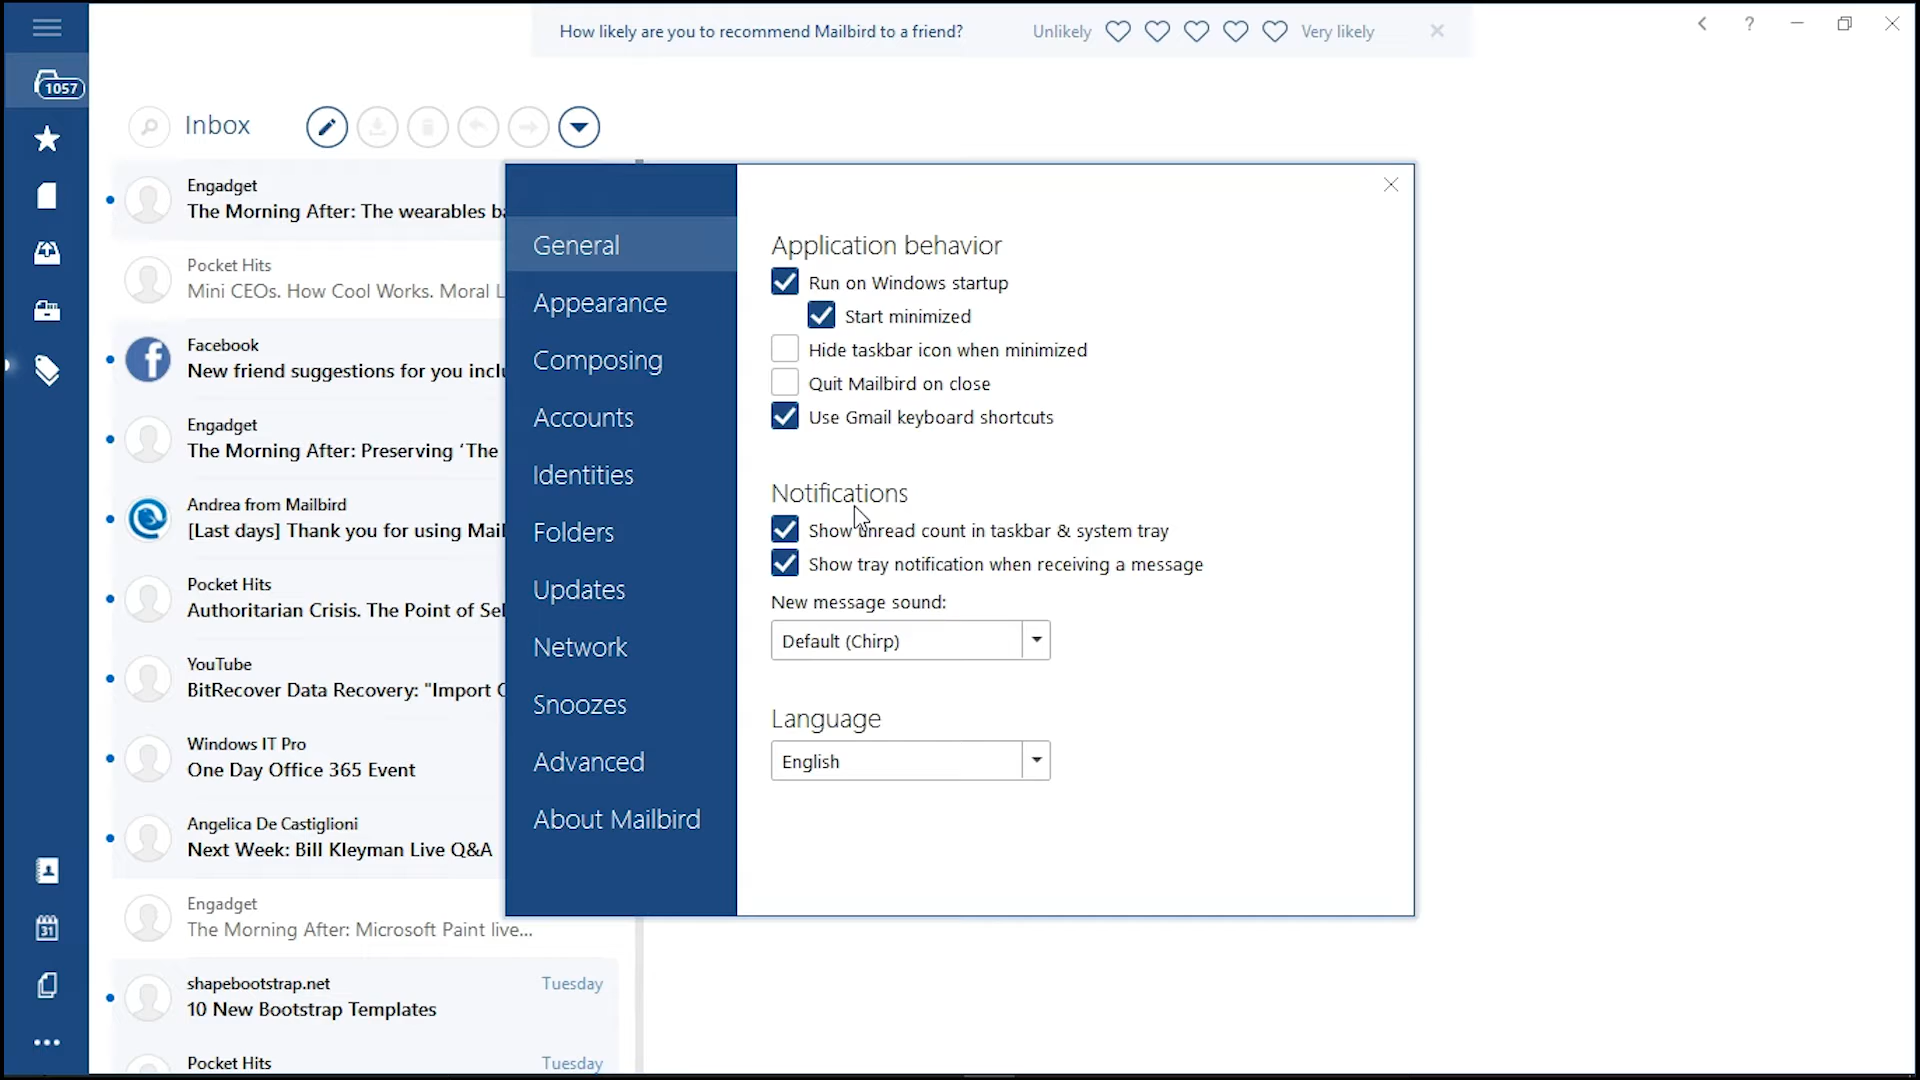 How likely are you to recommend Mailbird to a friend?
Unlikely
Very likely
?
1057
Inbox
Engadget
The Morning After: The wearables
Pocket Hits
Mini CEOs. How Cool Works. Moral
Facebook
New friend suggestions for you
Engadget
The Morning After: Preserving ‘The
Andrea from Mailbird
[Last days] Thank you for using
Pocket Hits
Authoritarian Crisis. The Point of
YouTube
BitRecover Data Recovery: "Import
Windows IT Pro
One Day Office 365 Event
Angelica De Castiglioni
Next Week: Bill Kleyman Live Q&A
Engadget
The Morning After: Microsoft Paint live...
shapebootstrap.net
Tuesday
10 New Bootstrap Templates
Pocket Hits
Tuesday
31
General
Appearance
Composing
Accounts
Identities
Folders
Updates
Network
Snoozes
Advanced
About Mailbird
Application behavior
Run on Windows startup
Start minimized
Hide taskbar icon when minimized
Quit Mailbird on close
Use Gmail keyboard shortcuts
Notifications
Show unread count in taskbar & system tray
Show tray notification when receiving a message
New message sound:
Default (Chirp)
Language
English